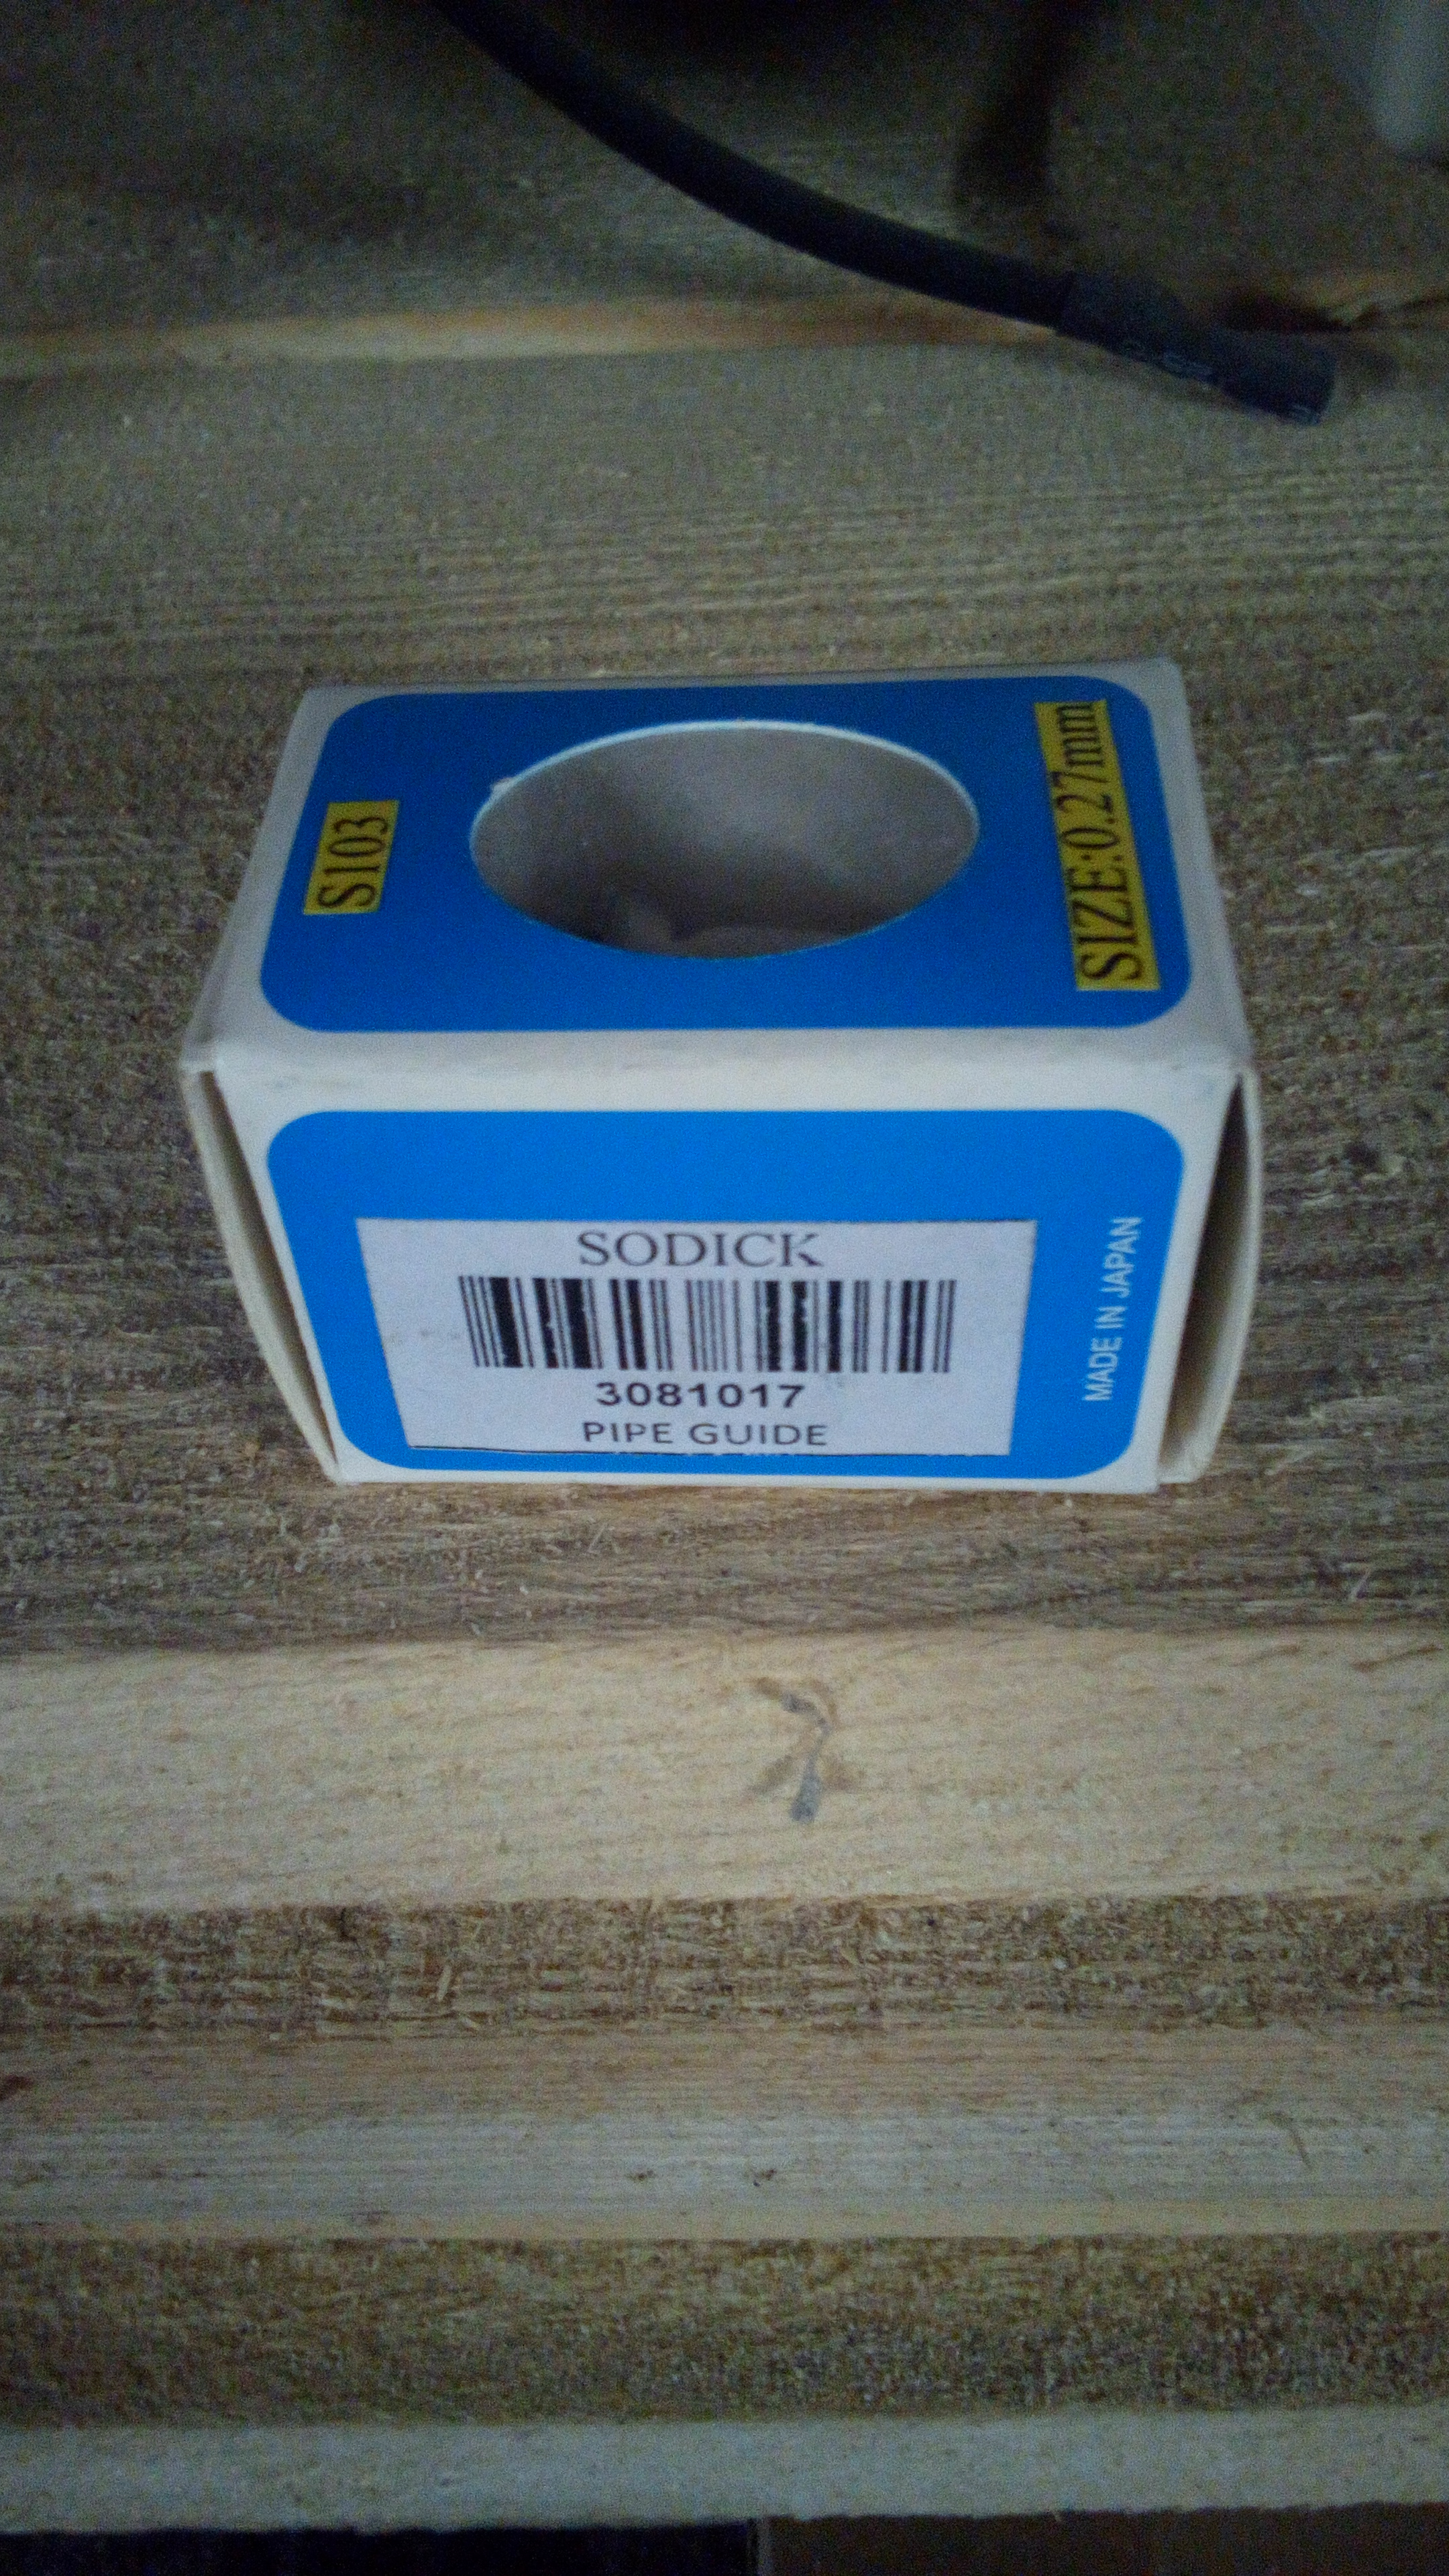 S103
SIZE:0.27mm
SODICK
3081017
PIPE GUIDE
MADE IN JAPAN